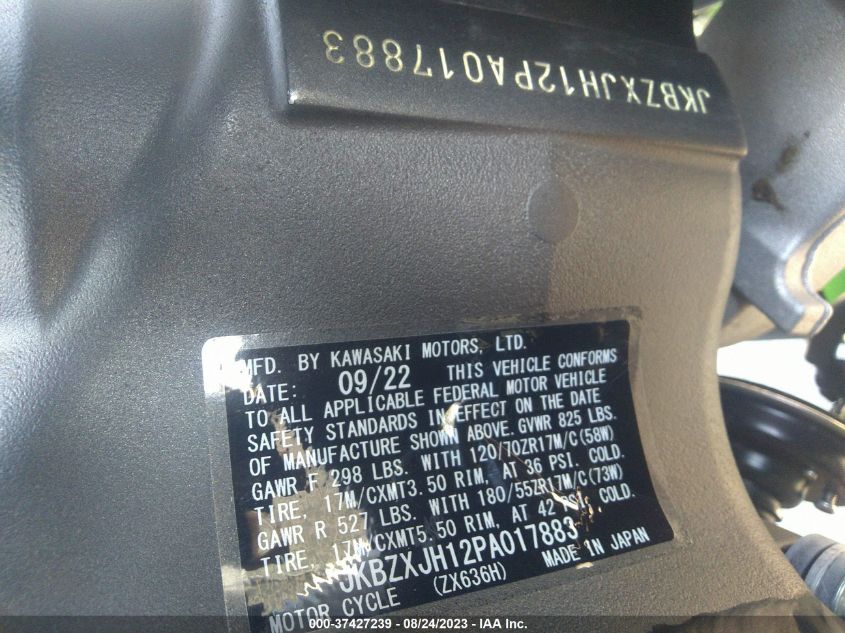 JKBZXJH12PA017883
MFD. BY KAWASAKI MOTORS, LTD.
DATE: 09/22 THIS VEHICLE CONFORMS
TO ALL APPLICABLE FEDERAL MOTOR VEHICLE
SAFETY STANDARDS IN EFFECT ON THE DATE
OF MANUFACTURE SHOWN ABOVE. GVWR 825 LBS.
GAWR F 298 LBS. WITH 120/70ZR17M/C(58W)
TIRE, 17M/CXMT3.50 RIM, AT 36 PSI. COLD.
GAWR R 527 LBS. WITH 180/55ZR17M/C(73W)
TIRE, 17M/CXMT5.50 RIM, AT 42 PSI. COLD.
JKBZXJH12PA017883
MOTOR CYCLE (ZX636H) MADE IN JAPAN
000-37427239 - 08/24/2023 - IAA Inc.